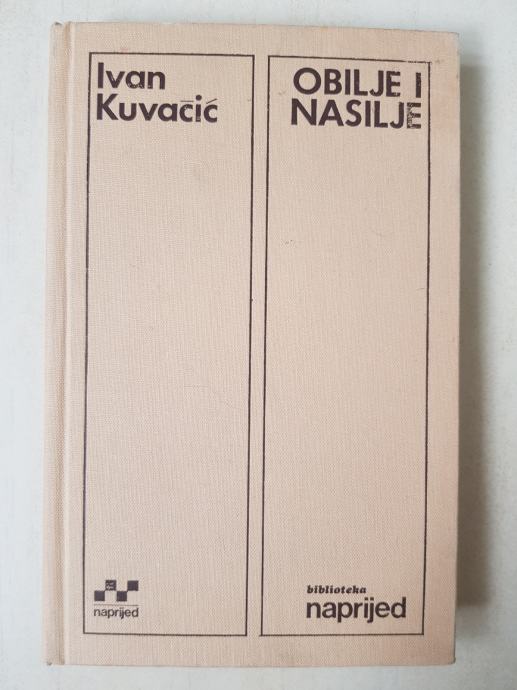 Ivan
Kuvačić
OBILJE I
NASILJE
naprijed
biblioteka
naprijed